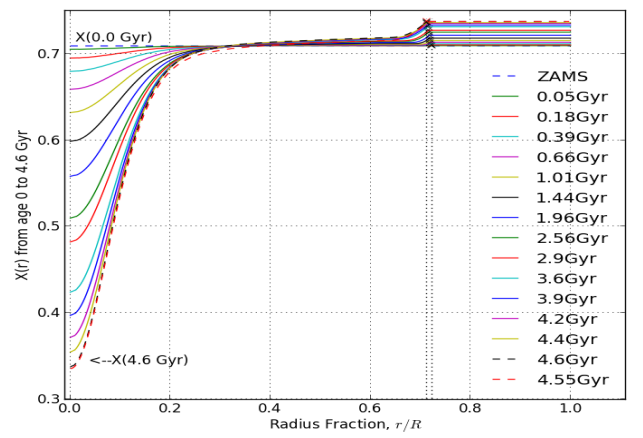 X(0.0 Gyr)
<--X(4.6 Gyr)
X(r) from age 0 to 4.6 Gyr
0.7
0.6
0.5
0.4
0.3
0.0
0.2
0.4
0.6
0.8
1.0
Radius Fraction, r/R
ZAMS
0.05Gyr
0.18Gyr
0.39Gyr
0.66Gyr
1.01Gyr
1.44Gyr
1.96Gyr
2.56Gyr
2.9Gyr
3.6Gyr
3.9Gyr
4.2Gyr
4.4Gyr
4.6Gyr
4.55Gyr